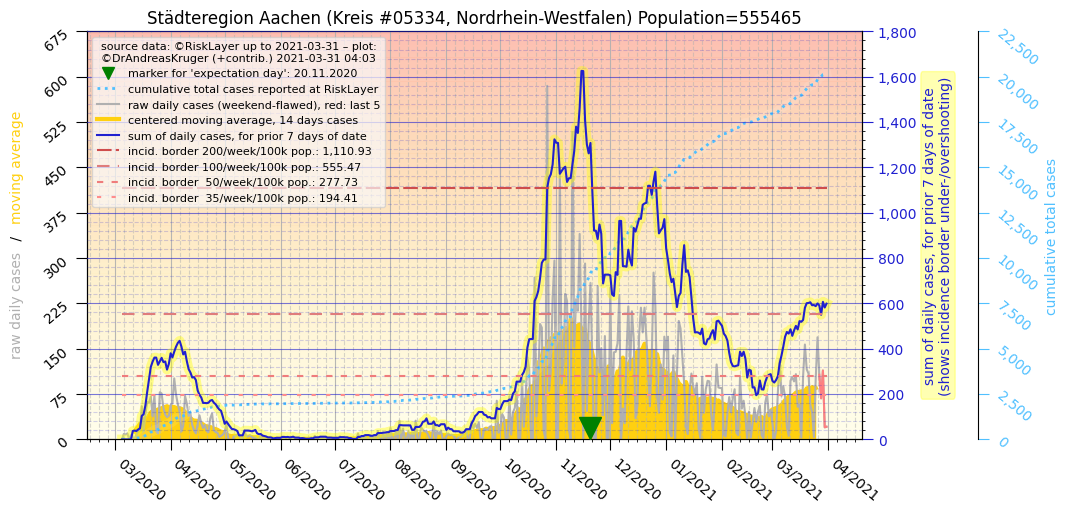 Städteregion Aachen (Kreis #05334, Nordrhein-Westfalen) Population=555465
source data: ©RiskLayer up to 2021-03-31 – plot:
©DrAndreasKruger (+contrib.) 2021-03-31 04:03
marker for 'expectation day': 20.11.2020
cumulative total cases reported at RiskLayer
raw daily cases (weekend-flawed), red: last 5
centered moving average, 14 days cases
sum of daily cases, for prior 7 days of date
incid. border 200/week/100k pop.: 1,110.93
incid. border 100/week/100k pop.: 555.47
incid. border  50/week/100k pop.: 277.73
incid. border  35/week/100k pop.: 194.41
raw daily cases  /  moving average
675
600
525
450
375
300
225
150
75
0
03/2020
04/2020
05/2020
06/2020
07/2020
08/2020
09/2020
10/2020
11/2020
12/2020
01/2021
02/2021
03/2021
04/2021
1,800
1,600
1,400
1,200
1,000
800
600
400
200
0
sum of daily cases, for prior 7 days of date
(shows incidence border under-/overshooting)
22,500
20,000
17,500
15,000
12,500
10,000
7,500
5,000
2,500
0
cumulative total cases